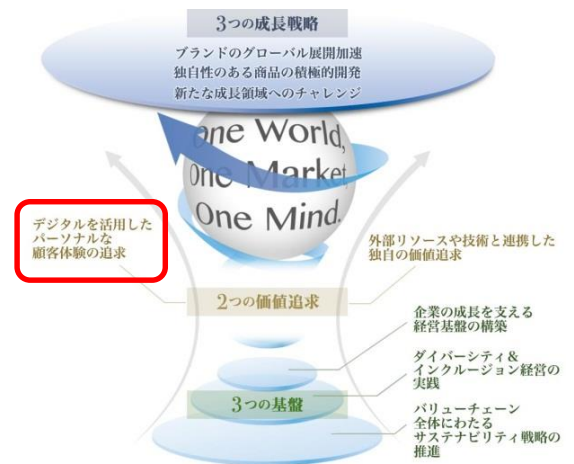 3つの成長戦略
ブランドのグローバル展開加速
独自性のある商品の積極的開発
新たな成長領域へのチャレンジ
one World,
One Market,
One Mind.
デジタルを活用した
パーソナルな
顧客体験の追求
外部リソースや技術と連携した
独自の価値追求
2つの価値追求
企業の成長を支える
経営基盤の構築
ダイバーシティ&
インクルージョン経営の
実践
3つの基盤
バリューチェーン
全体にわたる
サステナビリティ戦略の
推進